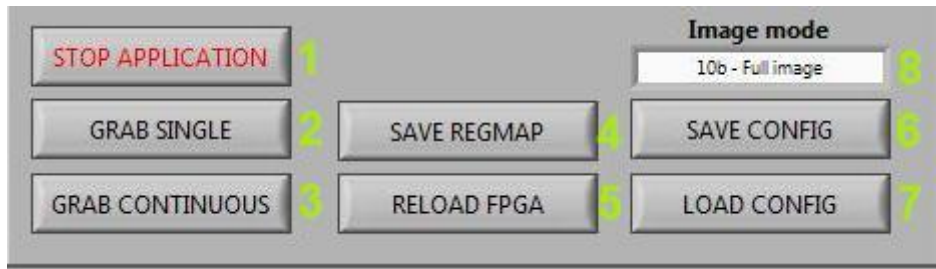 STOP APPLICATION 1
Image mode
10b - Full image 8
GRAB SINGLE 2
SAVE REGMAP 4
SAVE CONFIG 6
GRAB CONTINUOUS 3
RELOAD FPGA 5
LOAD CONFIG 7